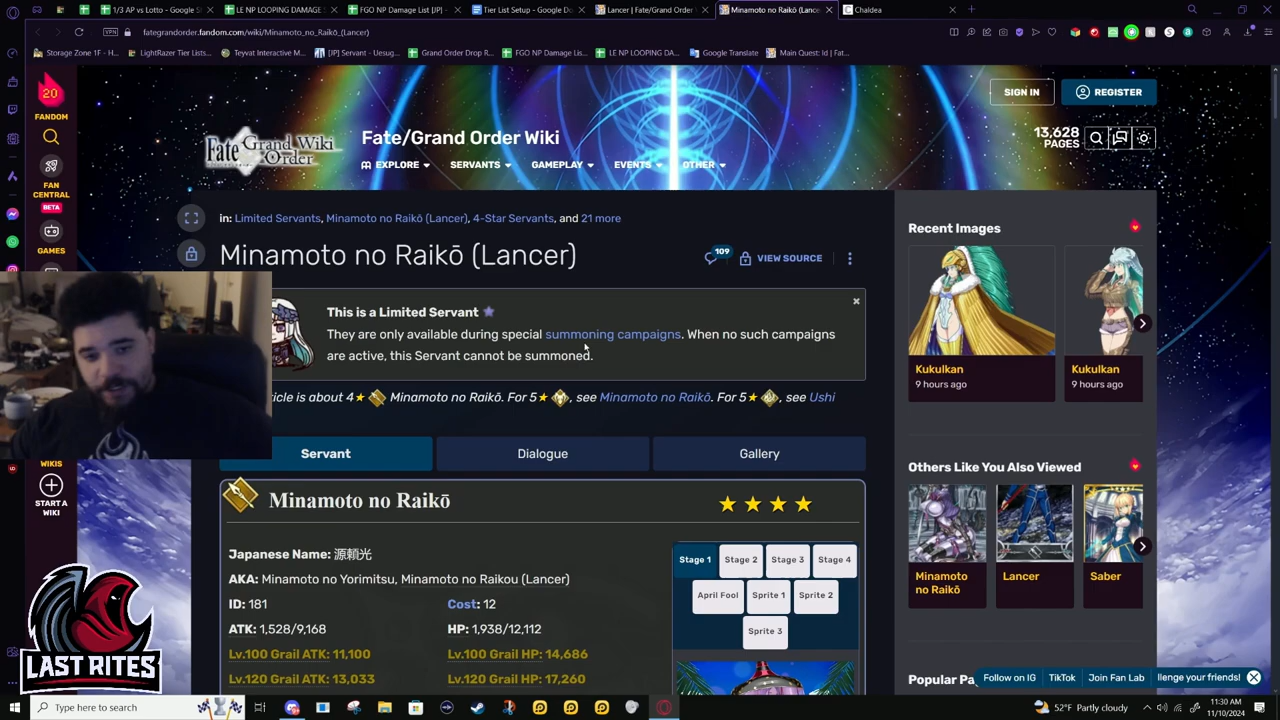 1/3 AP vs Lotto - Google S
LE NP LOOPING DAMAGE
FGO NP Damage List [JP]
Tier List Setup - Google Do
Lancer | Fate/Grand Order
Minamoto no Raikō (Lance
Chaldea
VPN
fategrandorder.fandom.com/wiki/Minamoto_no_Raikō_(Lancer)
Storage Zone 1F - H...
LightRazer Tier Lists...
Teyvat Interactive M...
[JP] Servant - Uesug...
Grand Order Drop R...
FGO NP Damage Lis...
LE NP LOOPING DA...
Google Translate
Main Quest: Id | Fat...
20
FANDOM
FAN
CENTRAL
BETA
GAMES
WIKIS
START A
WIKI
Fate Grand Wiki
Order
Fate/Grand Order Wiki
EXPLORE
SERVANTS
GAMEPLAY
EVENTS
OTHER
SIGN IN
REGISTER
13,628
PAGES
in: Limited Servants, Minamoto no Raikō (Lancer), 4-Star Servants, and 21 more
Minamoto no Raikō (Lancer)
109
VIEW SOURCE
This is a Limited Servant
They are only available during special summoning campaigns. When no such campaigns
are active, this Servant cannot be summoned.
icle is about 4★ Minamoto no Raikō. For 5★ , see Minamoto no Raikō. For 5★ , see Ushi
Servant
Dialogue
Gallery
Minamoto no Raikō
Japanese Name: 源頼光
AKA: Minamoto no Yorimitsu, Minamoto no Raikou (Lancer)
ID: 181
Cost: 12
ATK: 1,528/9,168
HP: 1,938/12,112
Lv.100 Grail ATK: 11,100
Lv.100 Grail HP: 14,686
Lv.120 Grail ATK: 13,033
Lv.120 Grail HP: 17,260
Stage 1
Stage 2
Stage 3
Stage 4
April Fool
Sprite 1
Sprite 2
Sprite 3
Recent Images
Kukulkan
9 hours ago
Kukulkan
9 hours ago
Others Like You Also Viewed
Minamoto
no Raikō
Lancer
Saber
Popular Pa
Follow on IG
TikTok
Join Fan Lab
llenge your friends!
LAST RITES
Type here to search
52°F Partly cloudy
11:30 AM
11/10/2024